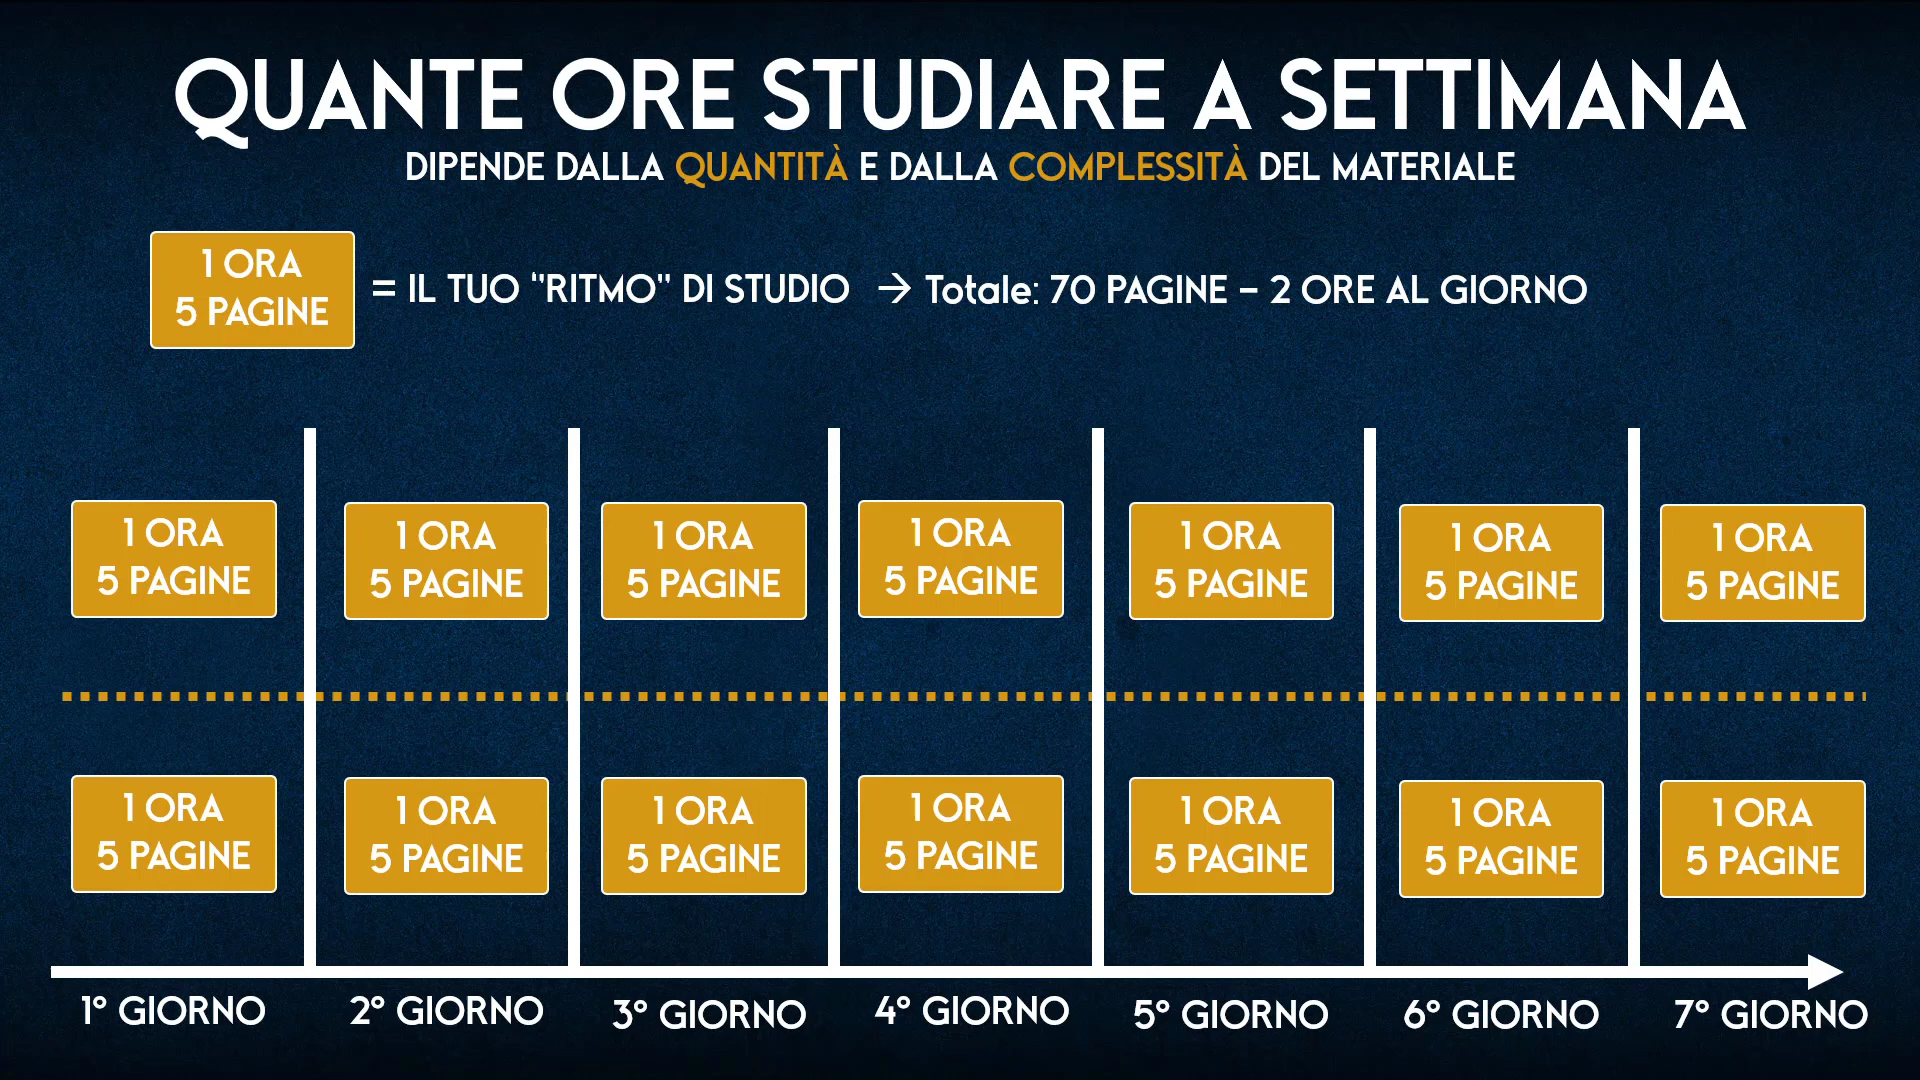 QUANTE ORE STUDIARE A SETTIMANA
DIPENDE DALLA QUANTITÀ E DALLA COMPLESSITÀ DEL MATERIALE
1 ORA
5 PAGINE
= IL TUO "RITMO" DI STUDIO → Totale: 70 PAGINE – 2 ORE AL GIORNO
1 ORA
5 PAGINE
1 ORA
5 PAGINE
1 ORA
5 PAGINE
1 ORA
5 PAGINE
1 ORA
5 PAGINE
1 ORA
5 PAGINE
1 ORA
5 PAGINE
1 ORA
5 PAGINE
1 ORA
5 PAGINE
1 ORA
5 PAGINE
1 ORA
5 PAGINE
1 ORA
5 PAGINE
1 ORA
5 PAGINE
1 ORA
5 PAGINE
1° GIORNO
2° GIORNO
3° GIORNO
4° GIORNO
5° GIORNO
6° GIORNO
7° GIORNO